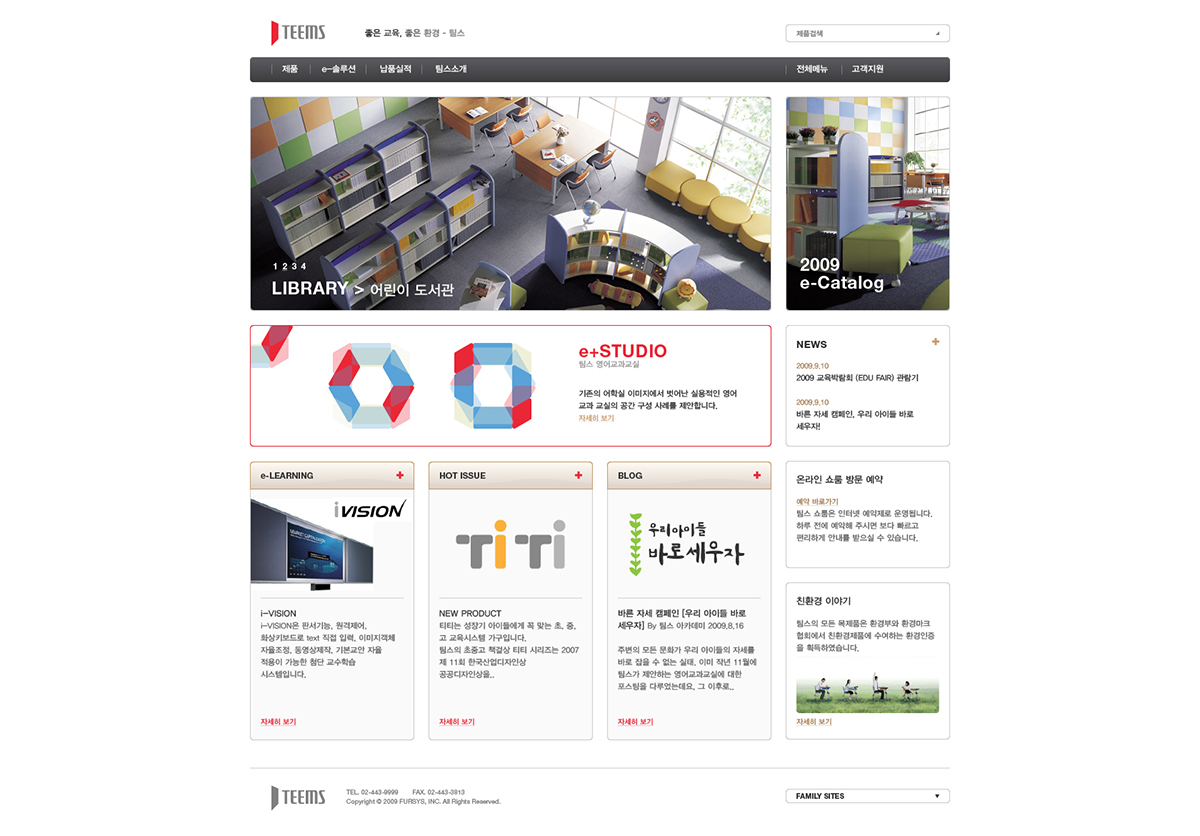 TEEMS
좋은 교육, 좋은 환경 - 팀스
제품검색
제품
e-솔루션
납품실적
팀스소개
전체메뉴
고객지원
1 2 3 4
LIBRARY > 어린이 도서관
2009
e-Catalog
e+STUDIO
팀스 영어교과교실
기존의 어학실 이미지에서 벗어난 실용적인 영어
교과 교실의 공간 구성 사례를 제안합니다.
자세히 보기
NEWS
2009.9.10
2009 교육박람회 (EDU FAIR) 관람기
2009.9.10
바른 자세 캠페인, 우리 아이들 바로
세우자!
e-LEARNING
iVISION
i-VISION
i-VISION은 판서기능, 원격제어,
화상키보드로 text 직접 입력, 이미지객체
자율조정, 동영상제작, 기본교안 자율
적용이 가능한 첨단 교수학습
시스템입니다.
자세히 보기
HOT ISSUE
TiTi
NEW PRODUCT
티티는 성장기 아이들에게 꼭 맞는 초, 중,
고 교육시스템 가구입니다.
팀스의 초중고 책걸상 티티 시리즈는 2007
제 11회 한국산업디자인상
공공디자인상을..
자세히 보기
BLOG
우리아이들
바로세우자
바른 자세 캠페인 [우리 아이들 바로
세우자] By 팀스 아카데미 2009.8.16
주변의 모든 문화가 우리 아이들의 자세를
바로 잡을 수 없는 실태. 이미 작년 11월에
팀스가 제안하는 영어교과교실에 대한
포스팅을 다루었는데요, 그 이후로..
자세히 보기
온라인 쇼룸 방문 예약
예약 바로가기
팀스 쇼룸은 인터넷 예약제로 운영됩니다.
하루 전에 예약해 주시면 보다 빠르고
편리하게 안내를 받으실 수 있습니다.
친환경 이야기
팀스의 모든 목제품은 환경부와 환경마크
협회에서 친환경제품에 수여하는 환경인증
을 획득하였습니다.
자세히 보기
TEEMS
TEL. 02-443-9999 FAX. 02-443-3813
Copyright © 2009 FURSYS, INC. All Rights Reserved.
FAMILY SITES